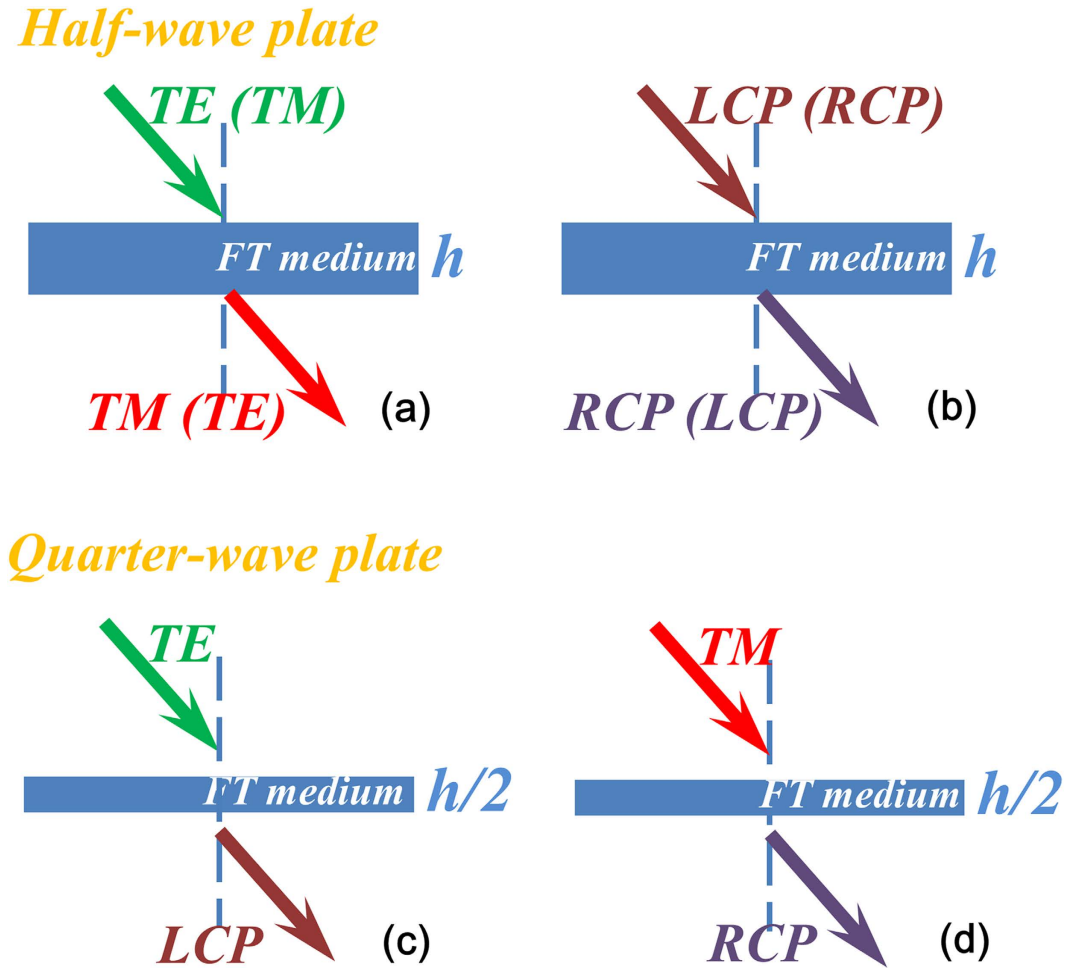 Half-wave plate
TE (TM)
FT medium h
TM (TE)
(a)
LCP (RCP)
FT medium h
RCP (LCP)
(b)
Quarter-wave plate
TE
FT medium h/2
LCP
(c)
TM
FT medium h/2
RCP
(d)